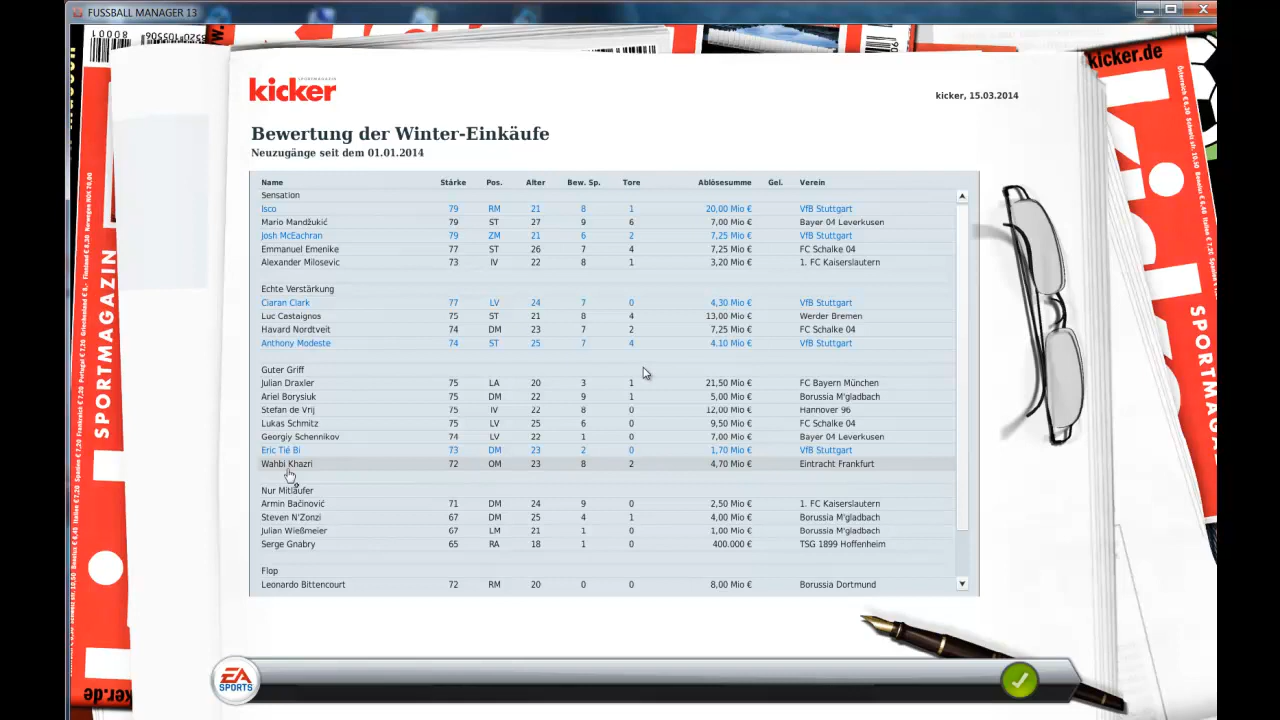 FUSSBALL MANAGER 13
kicker.de
SPORTMAGAZIN
kicker
SPORTMAGAZIN
kicker, 15.03.2014
Bewertung der Winter-Einkäufe
Neuzugänge seit dem 01.01.2014
Name Stärke Pos. Alter Bew. Sp. Tore Ablösesumme Gel. Verein
Sensation
Isco 79 RM 21 8 1 20,00 Mio € VfB Stuttgart
Mario Mandžukić 79 ST 27 9 6 7,00 Mio € Bayer 04 Leverkusen
Josh McEachran 79 ZM 21 6 2 7,25 Mio € VfB Stuttgart
Emmanuel Emenike 77 ST 26 7 4 7,25 Mio € FC Schalke 04
Alexander Milosevic 73 IV 22 8 1 3,20 Mio € 1. FC Kaiserslautern
Echte Verstärkung
Ciaran Clark 77 LV 24 7 0 4,30 Mio € VfB Stuttgart
Luc Castaignos 75 ST 21 8 4 13,00 Mio € Werder Bremen
Havard Nordtveit 74 DM 23 7 2 7,25 Mio € FC Schalke 04
Anthony Modeste 74 ST 25 7 4 4,10 Mio € VfB Stuttgart
Guter Griff
Julian Draxler 75 LA 20 3 1 21,50 Mio € FC Bayern München
Ariel Borysiuk 75 DM 22 9 1 5,00 Mio € Borussia M'gladbach
Stefan de Vrij 75 IV 22 8 0 12,00 Mio € Hannover 96
Lukas Schmitz 75 LV 25 6 0 9,50 Mio € FC Schalke 04
Georgiy Schennikov 74 LV 22 1 0 7,00 Mio € Bayer 04 Leverkusen
Eric Tié Bi 73 DM 23 2 0 1,70 Mio € VfB Stuttgart
Wahbi Khazri 72 OM 23 8 2 4,70 Mio € Eintracht Frankfurt
Nur Mitläufer
Armin Bačinović 71 DM 24 9 0 2,50 Mio € 1. FC Kaiserslautern
Steven N'Zonzi 67 DM 25 4 1 4,00 Mio € Borussia M'gladbach
Julian Wießmeier 67 LM 21 1 0 1,00 Mio € Borussia M'gladbach
Serge Gnabry 65 RA 18 1 0 400.000 € TSG 1899 Hoffenheim
Flop
Leonardo Bittencourt 72 RM 20 0 0 8,00 Mio € Borussia Dortmund
EA
SPORTS
er.de
SPORTMAG